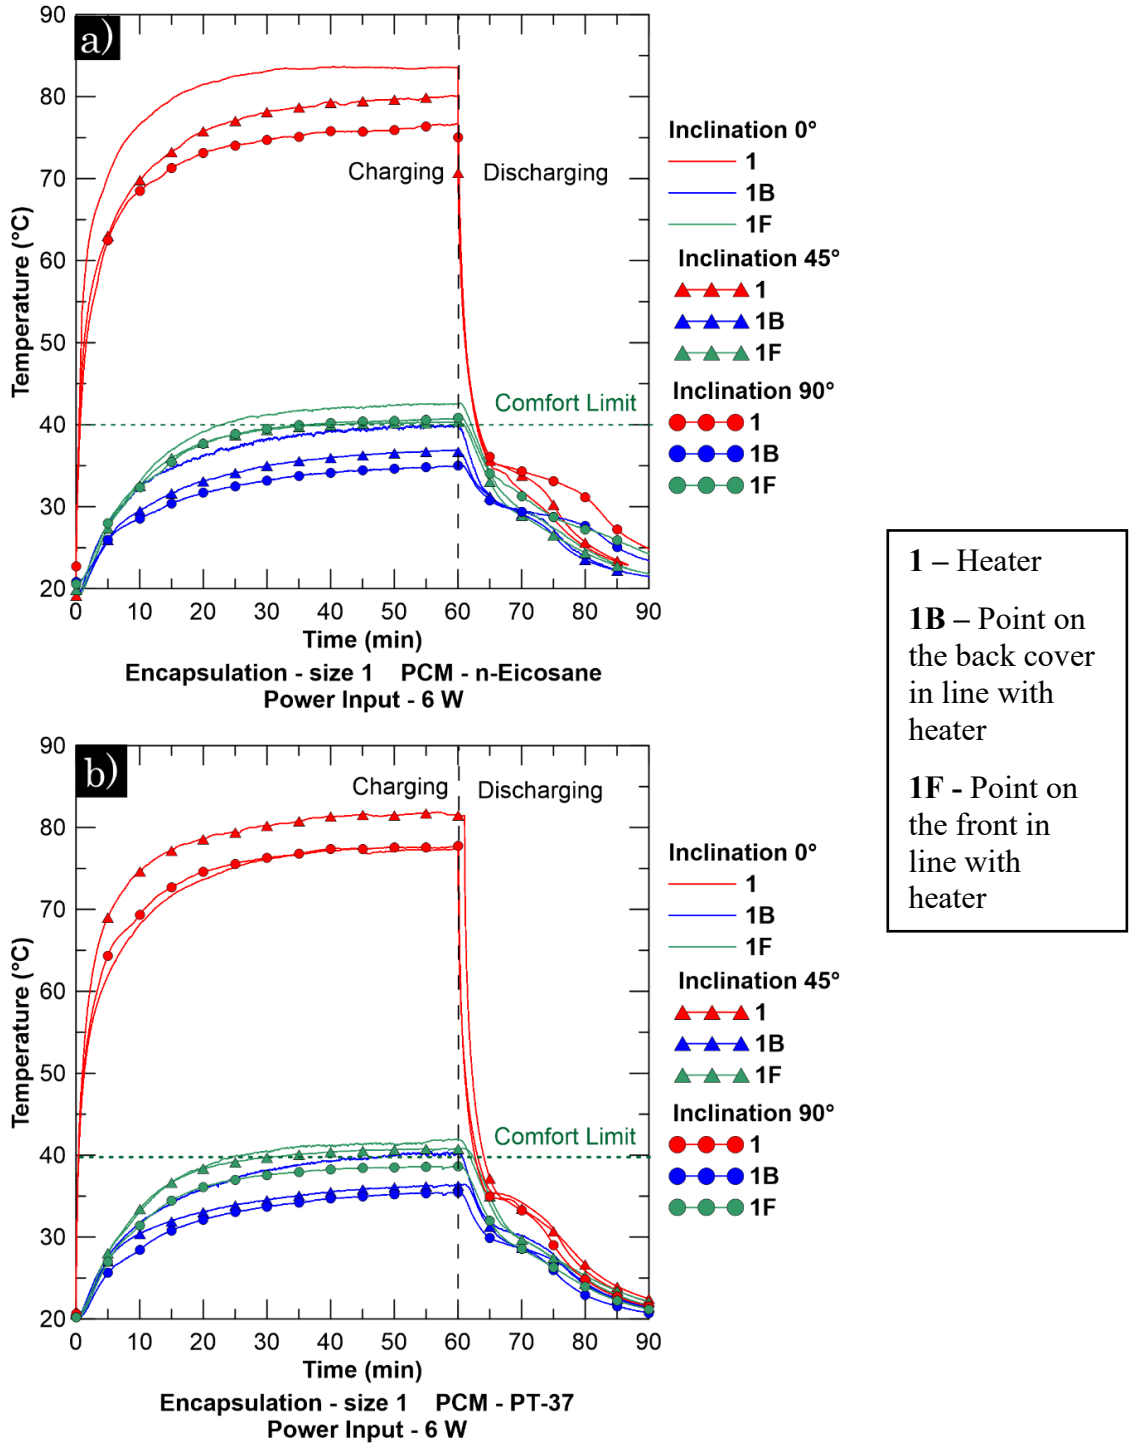 a)
90
80
70
60
50
40
30
20
Temperature (°C)
Charging
Discharging
Comfort Limit
0 10 20 30 40 50 60 70 80 90
Time (min)
Encapsulation - size 1 PCM - n-Eicosane
Power Input - 6 W
Inclination 0°
1
1B
1F
Inclination 45°
1
1B
1F
Inclination 90°
1
1B
1F
1 – Heater
1B – Point on
the back cover
in line with
heater
1F - Point on
the front in
line with
heater
b)
90
80
70
60
50
40
30
20
Temperature (°C)
Charging
Discharging
Comfort Limit
0 10 20 30 40 50 60 70 80 90
Time (min)
Encapsulation - size 1 PCM - PT-37
Power Input - 6 W
Inclination 0°
1
1B
1F
Inclination 45°
1
1B
1F
Inclination 90°
1
1B
1F